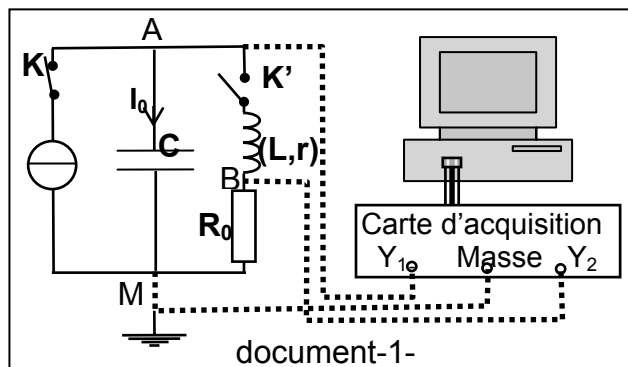 A
K
K’
I0
C
(L,r)
B
R0
Carte d’acquisition
Y1 Masse Y2
M
document-1-